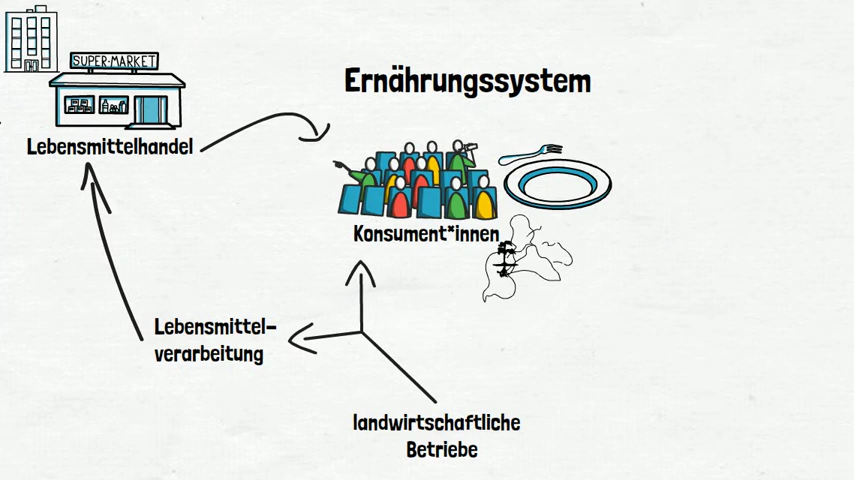 SUPER-MARKET
Ernährungssystem
Lebensmittelhandel
Konsument*innen
Lebensmittel-
verarbeitung
landwirtschaftliche
Betriebe